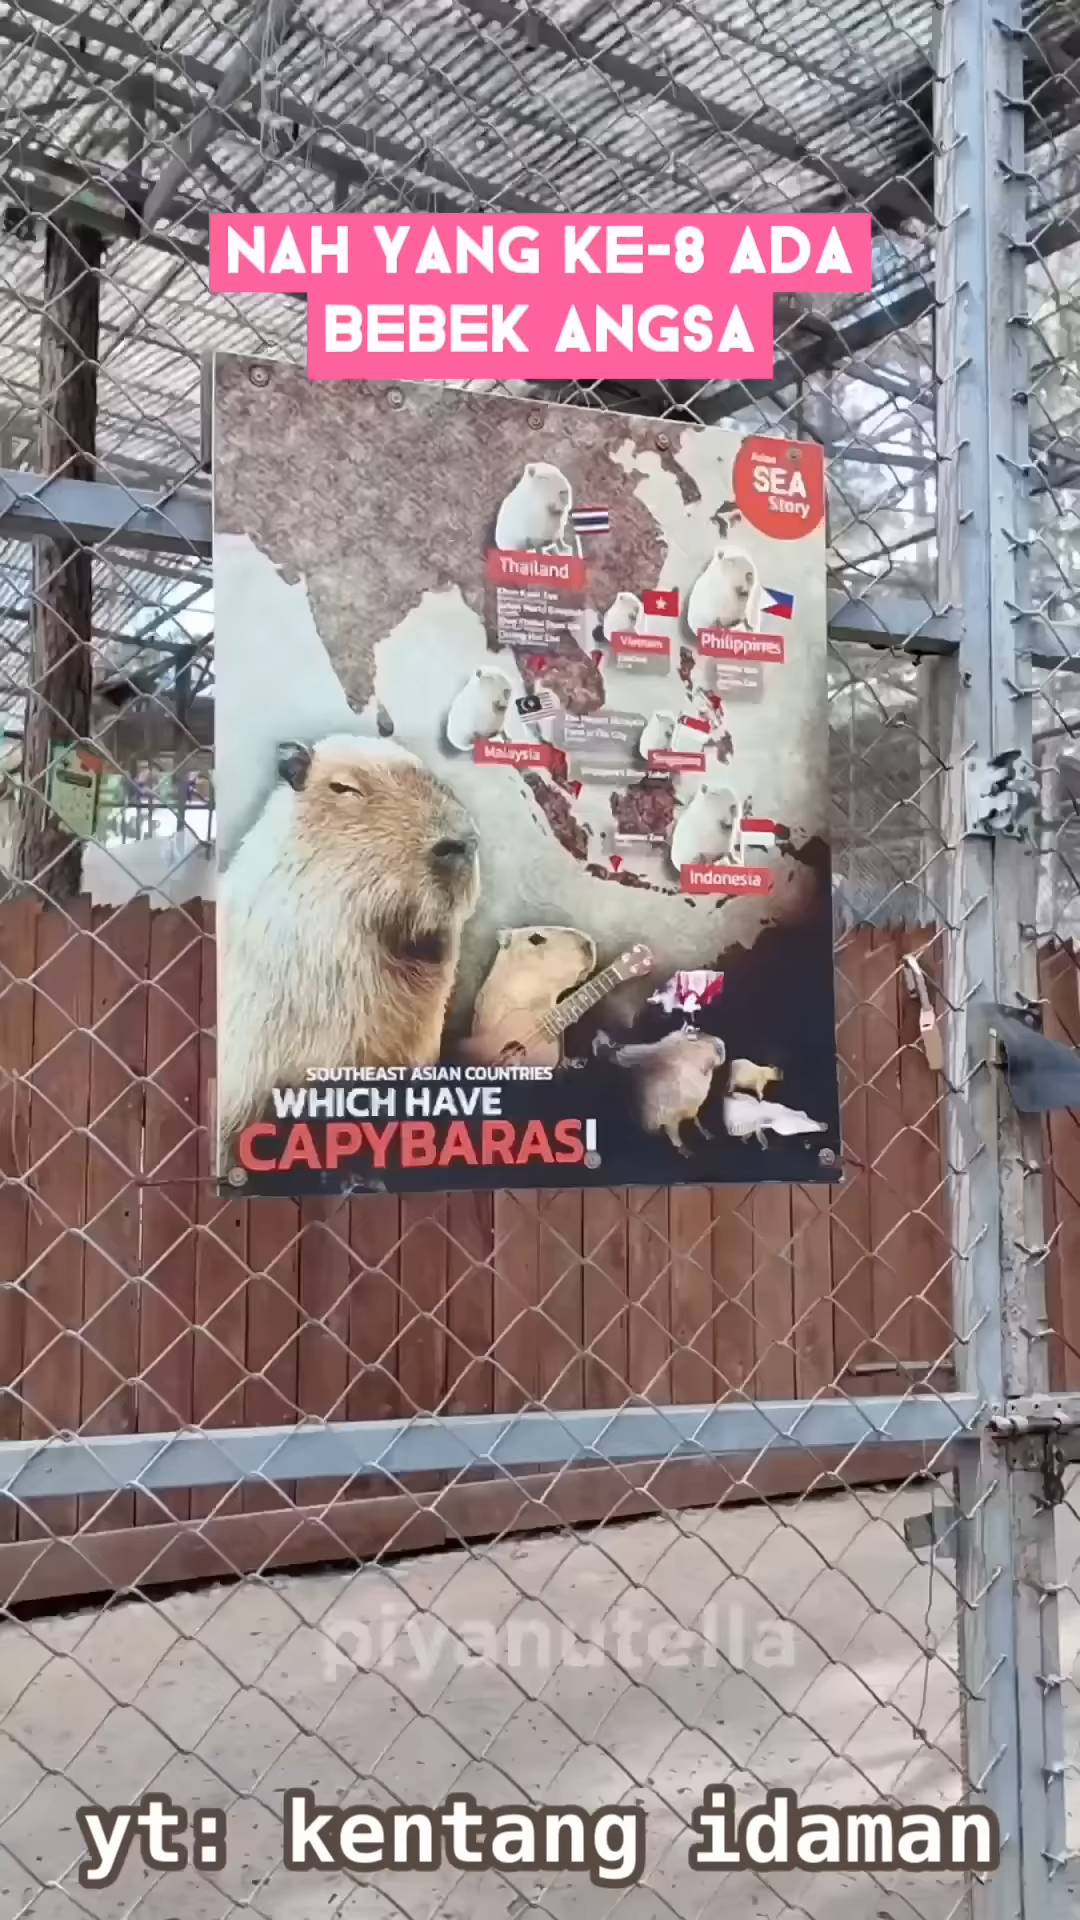 NAH YANG KE-8 ADA
BEBEK ANGSA
Asian
SEA
Story
Thailand
Vietnam
Philippines
Malaysia
Singapore
Indonesia
SOUTHEAST ASIAN COUNTRIES
WHICH HAVE
CAPYBARAS!
piyanutella
yt: kentang idaman